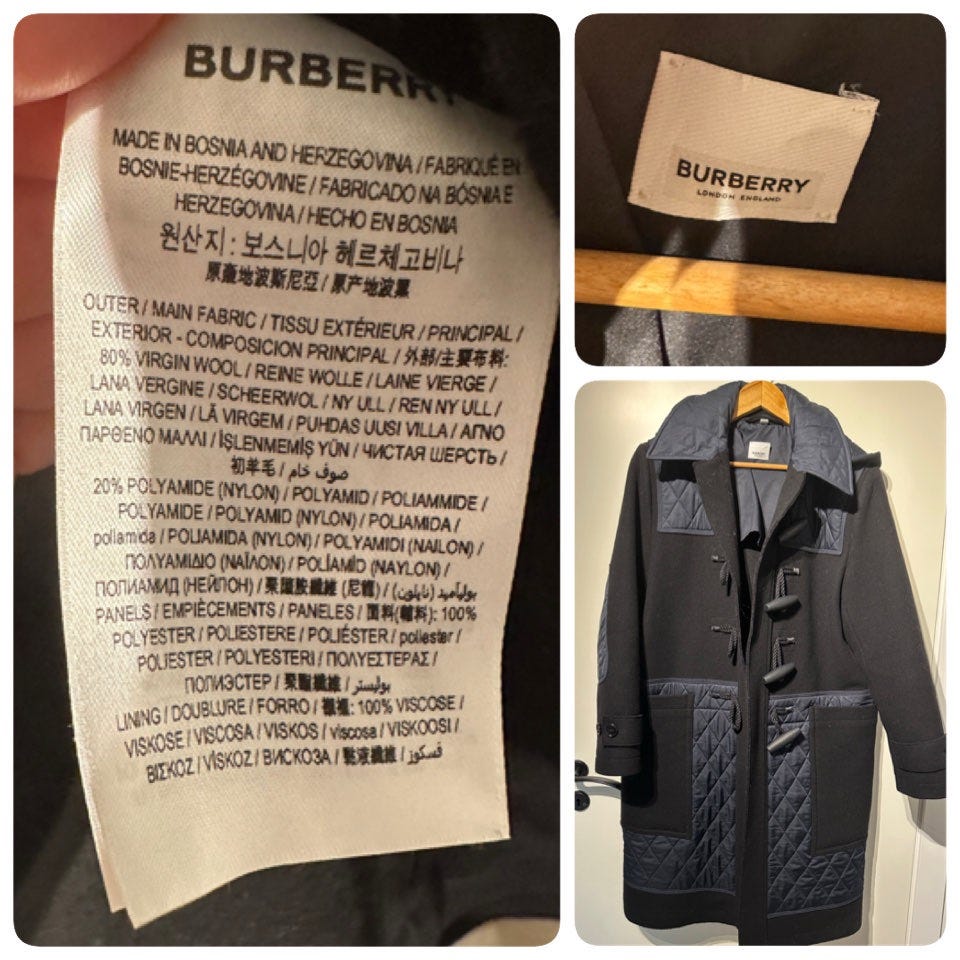 BURBERRY
MADE IN BOSNIA AND HERZEGOVINA / FABRIQUÉ EN
BOSNIE-HERZÉGOVINE / FABRICADO NA BÓSNIA E
HERZEGOVINA / HECHO EN BOSNIA
원산지 : 보스니아 헤르체고비나
原產地波斯尼亞 / 原产地波黑
OUTER / MAIN FABRIC / TISSU EXTÉRIEUR / PRINCIPAL /
EXTERIOR - COMPOSICION PRINCIPAL / 外部/主要布料:
80% VIRGIN WOOL / REINE WOLLE / LAINE VIERGE /
LANA VERGINE / SCHEERWOL / NY ULL / REN NY ULL /
LANA VIRGEN / LÃ VIRGEM / PUHDAS UUSI VILLA / ΑΓΝΟ
ΠΑΡΘΕΝΟ ΜΑΛΛΙ / İŞLENMEMİŞ YÜN / ЧИСТАЯ ШЕРСТЬ /
初羊毛 / صوف خام /
20% POLYAMIDE (NYLON) / POLYAMID / POLIAMMIDE /
POLYAMIDE / POLYAMID (NYLON) / POLIAMIDA /
poliamida / POLIAMIDA (NYLON) / POLYAMIDI (NAILON) /
ΠΟΛΥΑΜΙΔΙΟ (ΝΑΪΛΟΝ) / POLİAMİD (NAYLON) /
ПОЛИАМИД (НЕЙЛОН) / 聚醯胺纖維 (尼龍) / بوليأميد (نايلون) /
PANELS / EMPIÈCEMENTS / PANELES / 面料(輔料): 100%
POLYESTER / POLIESTERE / POLIÉSTER / poliester /
POLIESTER / POLYESTERI / ΠΟΛΥΕΣΤΕΡΑΣ /
ПОЛИЭСТЕР / 聚酯纖維 / بوليستر /
LINING / DOUBLURE / FORRO / 襯裡: 100% VISCOSE /
VISKOSE / VISCOSA / VISKOS / viscosa / VISKOOSI /
ΒΙΣΚΟΖ / VİSKOZ / ВИСКОЗА / 黏液纖維 / فسكوز /
BURBERRY
LONDON ENGLAND
BURBERRY